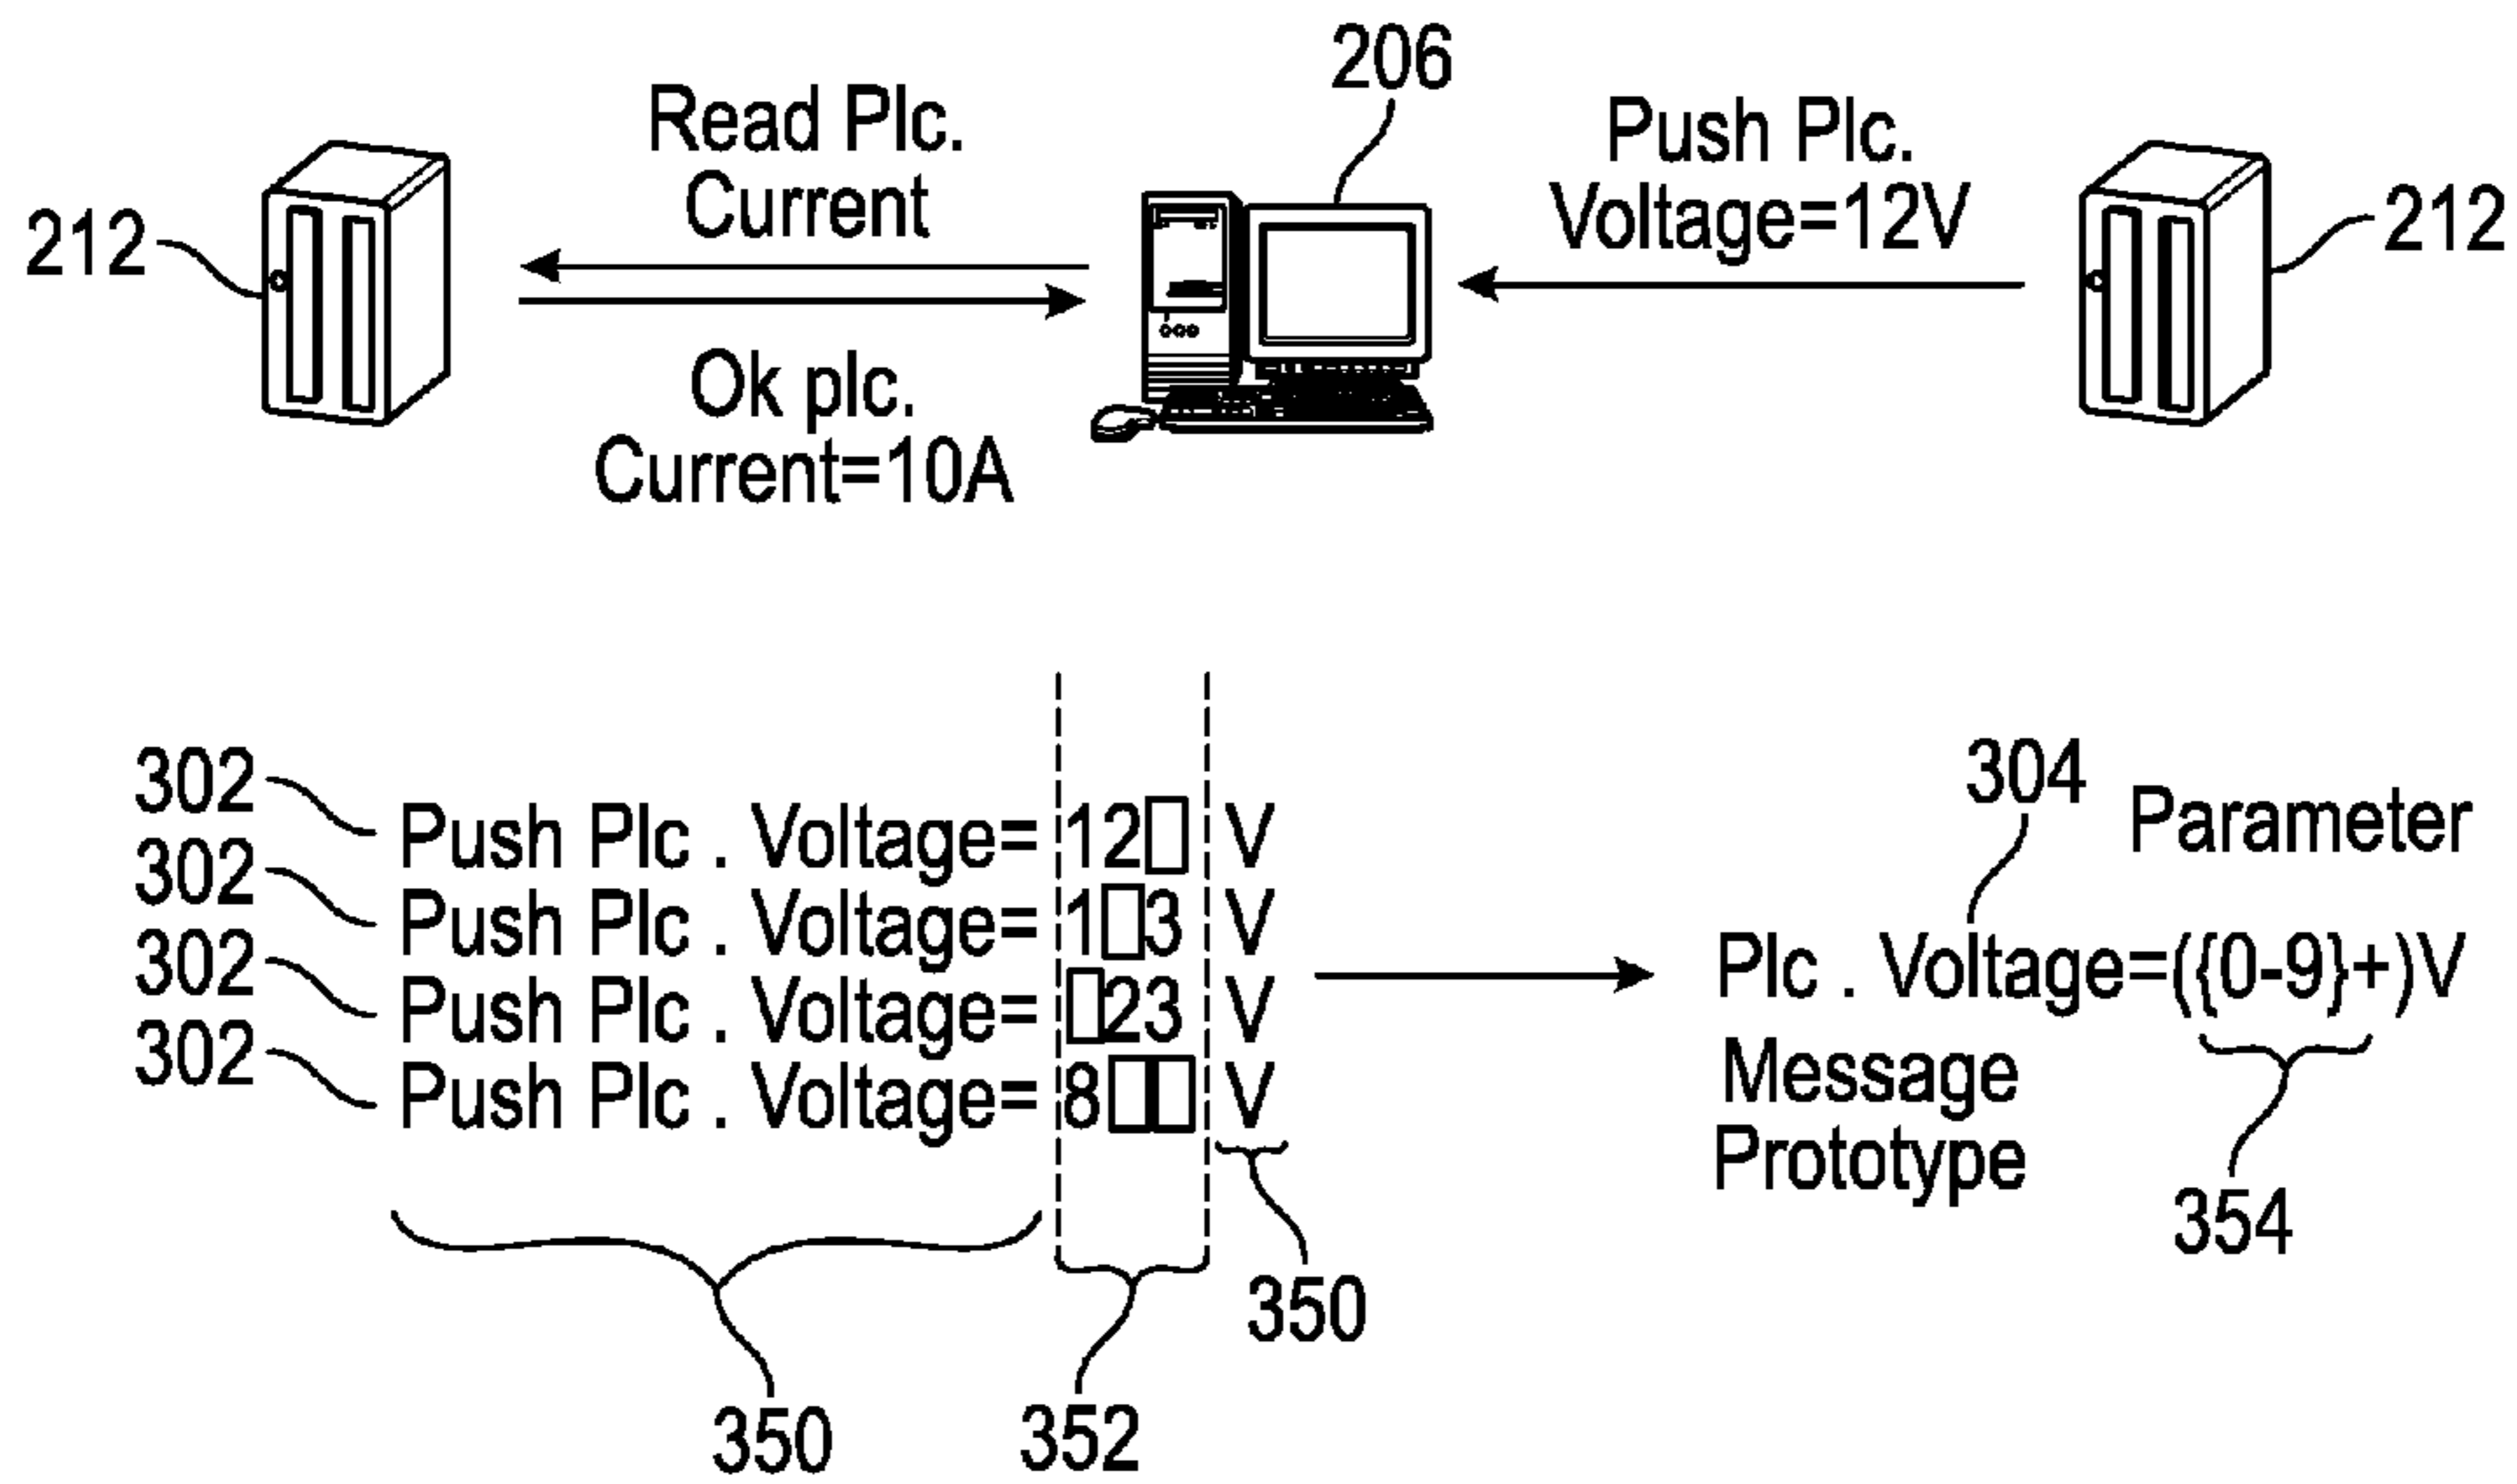 206
Read Plc.
Current
Push Plc.
Voltage=12V
212
212
Ok plc.
Current=10A
302
302
302
302
Push Plc . Voltage= 12□ V
Push Plc . Voltage= 1□3 V
Push Plc . Voltage= □23 V
Push Plc . Voltage= 8□□ V
304
Parameter
Plc . Voltage=({0-9}+)V
Message
Prototype
354
350
350
352